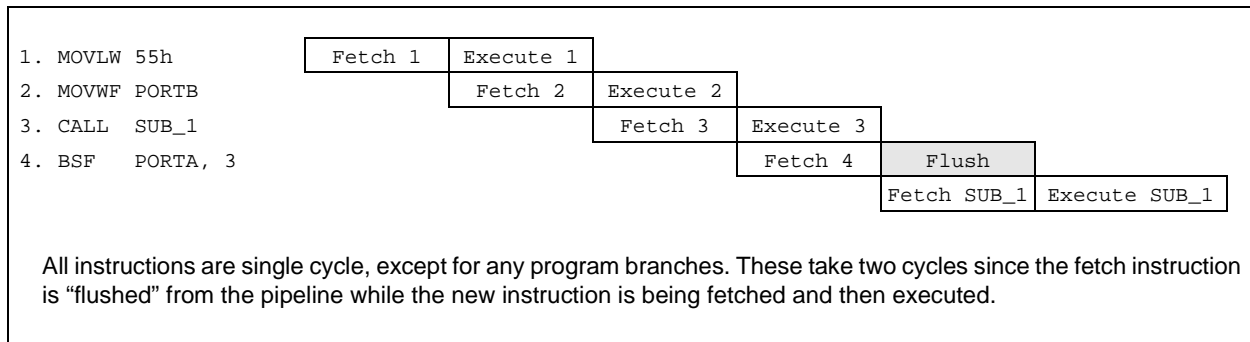 1. MOVLW 55h Fetch 1 Execute 1
2. MOVWF PORTB Fetch 2 Execute 2
3. CALL SUB_1 Fetch 3 Execute 3
4. BSF PORTA, 3 Fetch 4 Flush
Fetch SUB_1 Execute SUB_1
All instructions are single cycle, except for any program branches. These take two cycles since the fetch instruction
is “flushed” from the pipeline while the new instruction is being fetched and then executed.